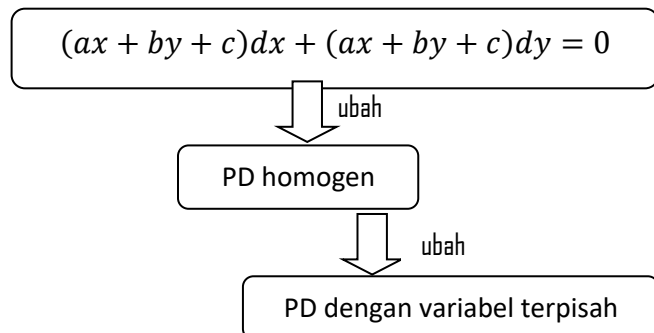 (ax + by + c)dx + (ax + by + c)dy = 0
ubah
PD homogen
ubah
PD dengan variabel terpisah